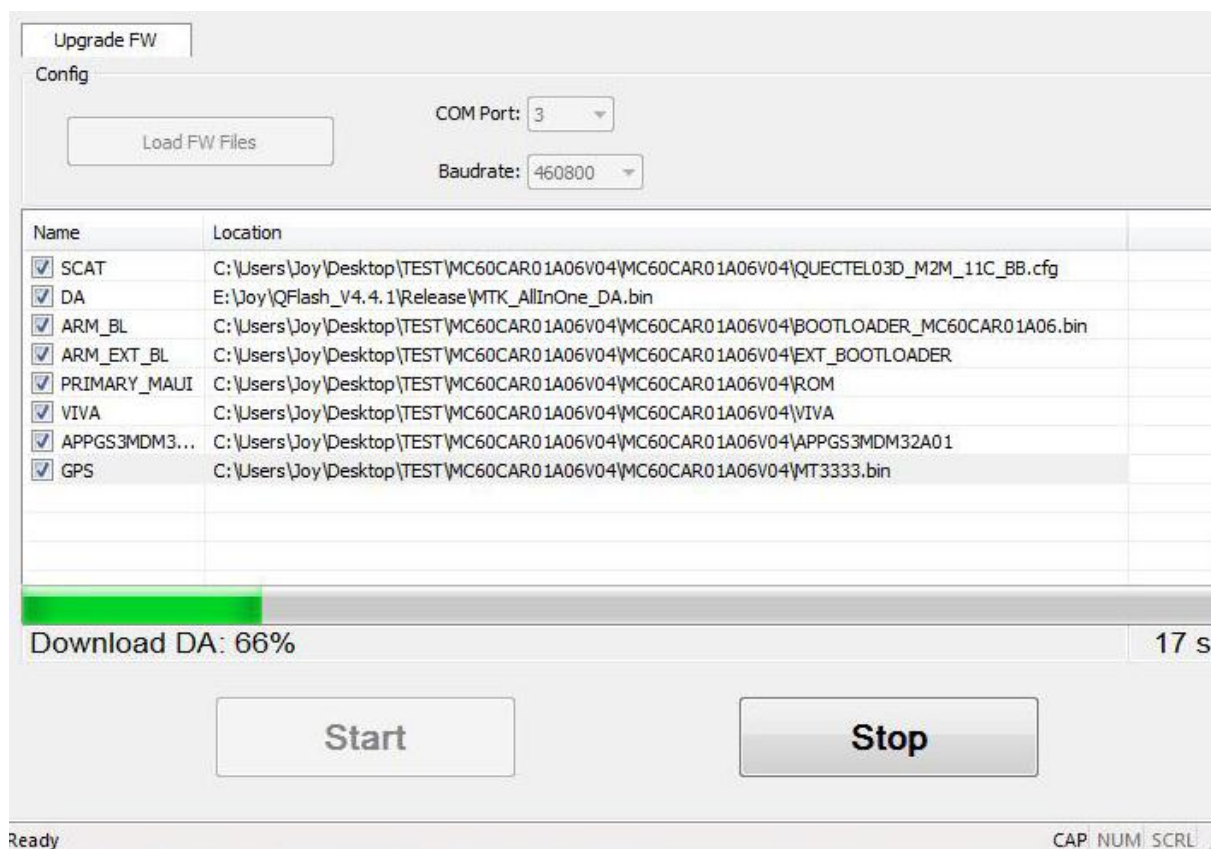 Upgrade FW
Config
Load FW Files
COM Port: 3
Baudrate: 460800
Name Location
SCAT C:\Users\Joy\Desktop\TEST\MC60CAR01A06V04\MC60CAR01A06V04\QUECTEL03D_M2M_11C_BB.cfg
DA E:\Joy\QFlash_V4.4.1\Release\MTK_AllInOne_DA.bin
ARM_BL C:\Users\Joy\Desktop\TEST\MC60CAR01A06V04\MC60CAR01A06V04\BOOTLOADER_MC60CAR01A06.bin
ARM_EXT_BL C:\Users\Joy\Desktop\TEST\MC60CAR01A06V04\MC60CAR01A06V04\EXT_BOOTLOADER
PRIMARY_MAUI C:\Users\Joy\Desktop\TEST\MC60CAR01A06V04\MC60CAR01A06V04\ROM
VIVA C:\Users\Joy\Desktop\TEST\MC60CAR01A06V04\MC60CAR01A06V04\VIVA
APPGS3MDM3... C:\Users\Joy\Desktop\TEST\MC60CAR01A06V04\MC60CAR01A06V04\APPGS3MDM32A01
GPS C:\Users\Joy\Desktop\TEST\MC60CAR01A06V04\MC60CAR01A06V04\MT3333.bin
Download DA: 66% 17 s
Start Stop
Ready CAP NUM SCRL